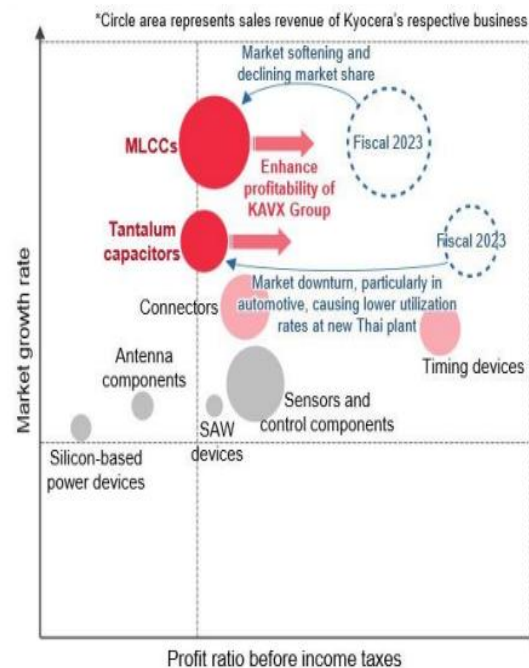 *Circle area represents sales revenue of Kyocera's respective business
Market softening and
declining market share
MLCCs
Fiscal 2023
Enhance
profitability of
KAVX Group
Tantalum
capacitors
Fiscal 2023
Market downturn, particularly in
automotive, causing lower utilization
rates at new Thai plant
Connectors
Timing devices
Antenna
components
Sensors and
control components
SAW
devices
Silicon-based
power devices
Market growth rate
Profit ratio before income taxes